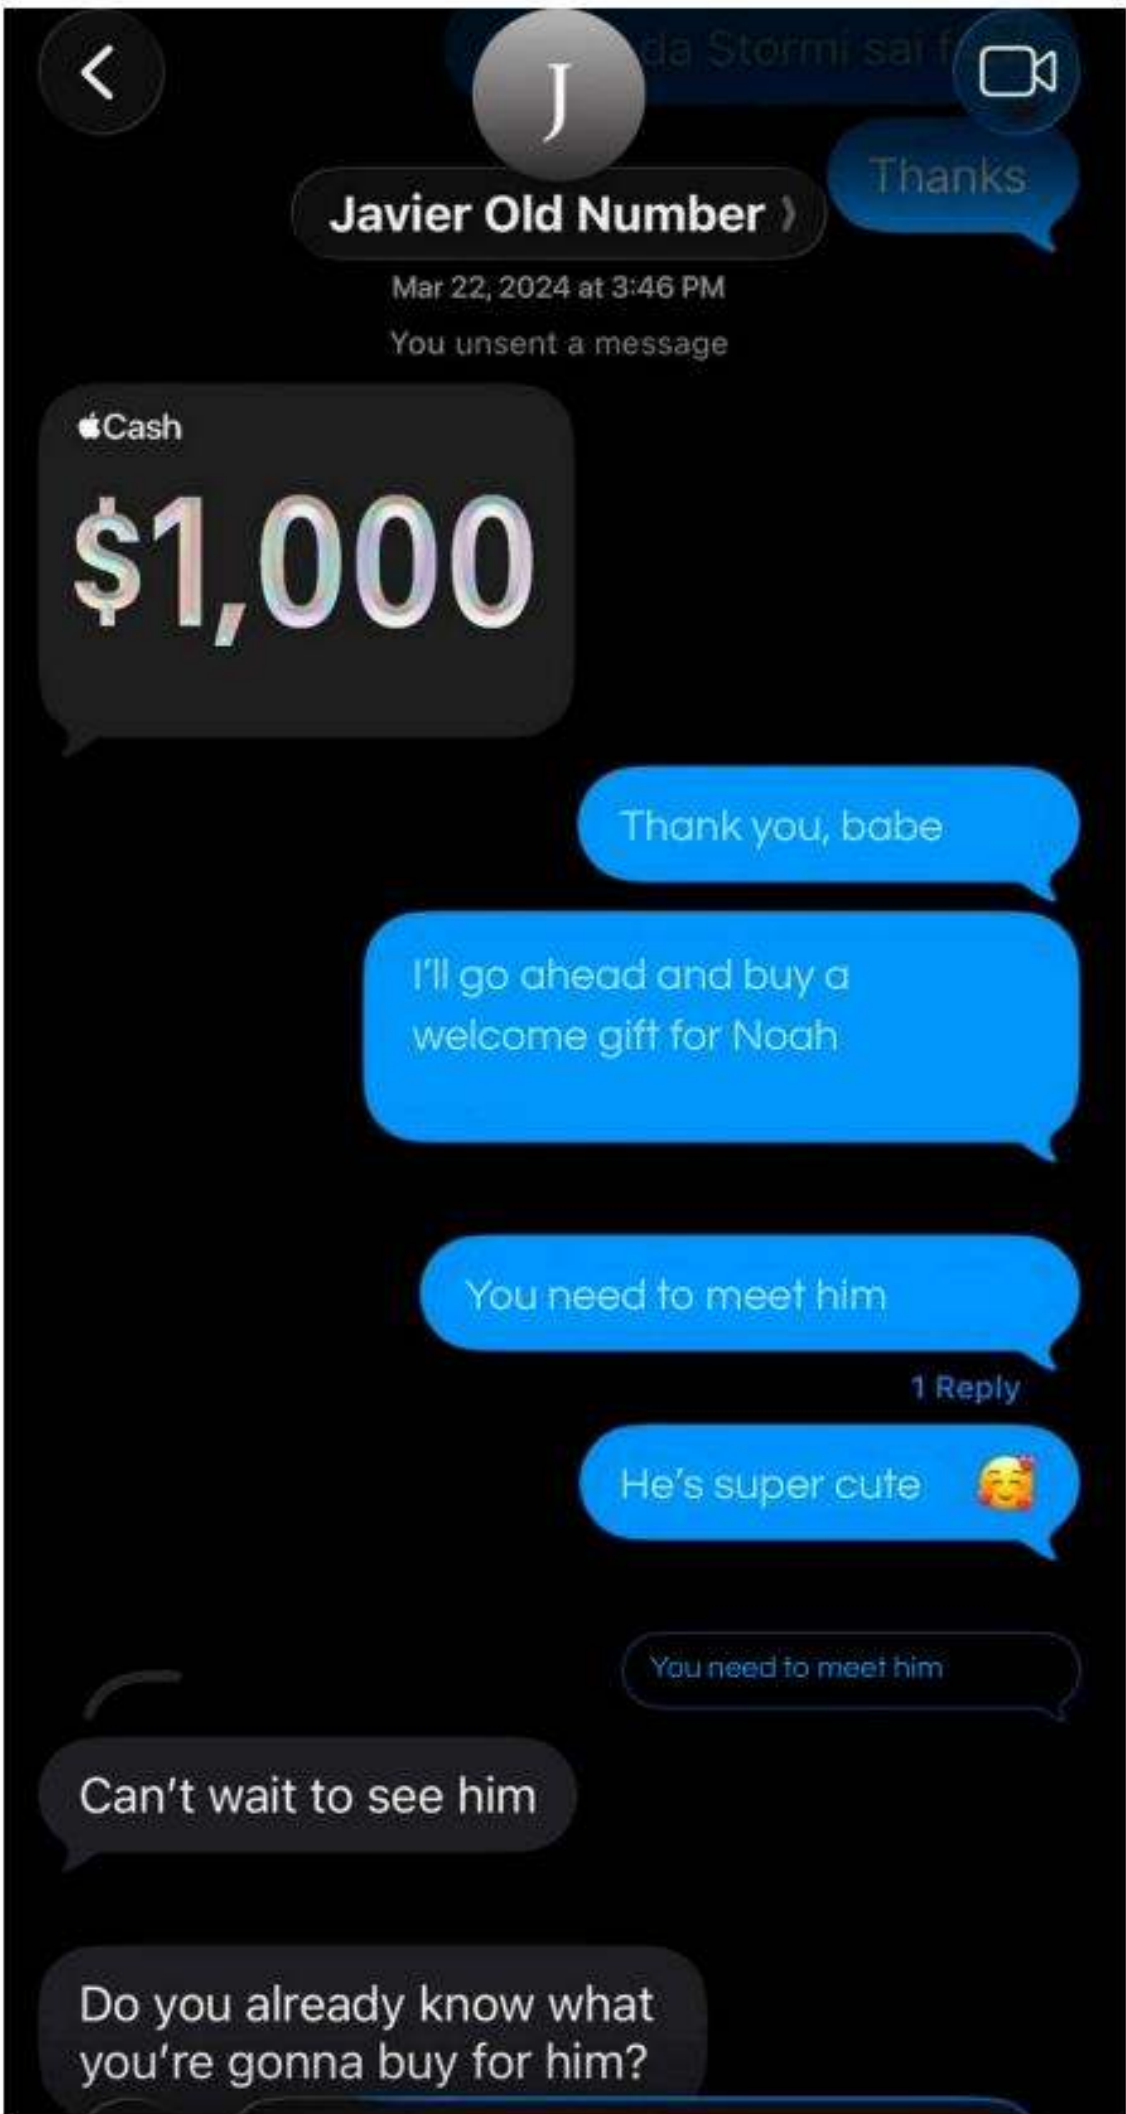 da Stormi sai f
Thanks
J
Javier Old Number
Mar 22, 2024 at 3:46 PM
You unsent a message
Cash
$1,000
Thank you, babe
I'll go ahead and buy a
welcome gift for Noah
You need to meet him
1 Reply
He's super cute 🥰
You need to meet him
Can't wait to see him
Do you already know what
you're gonna buy for him?